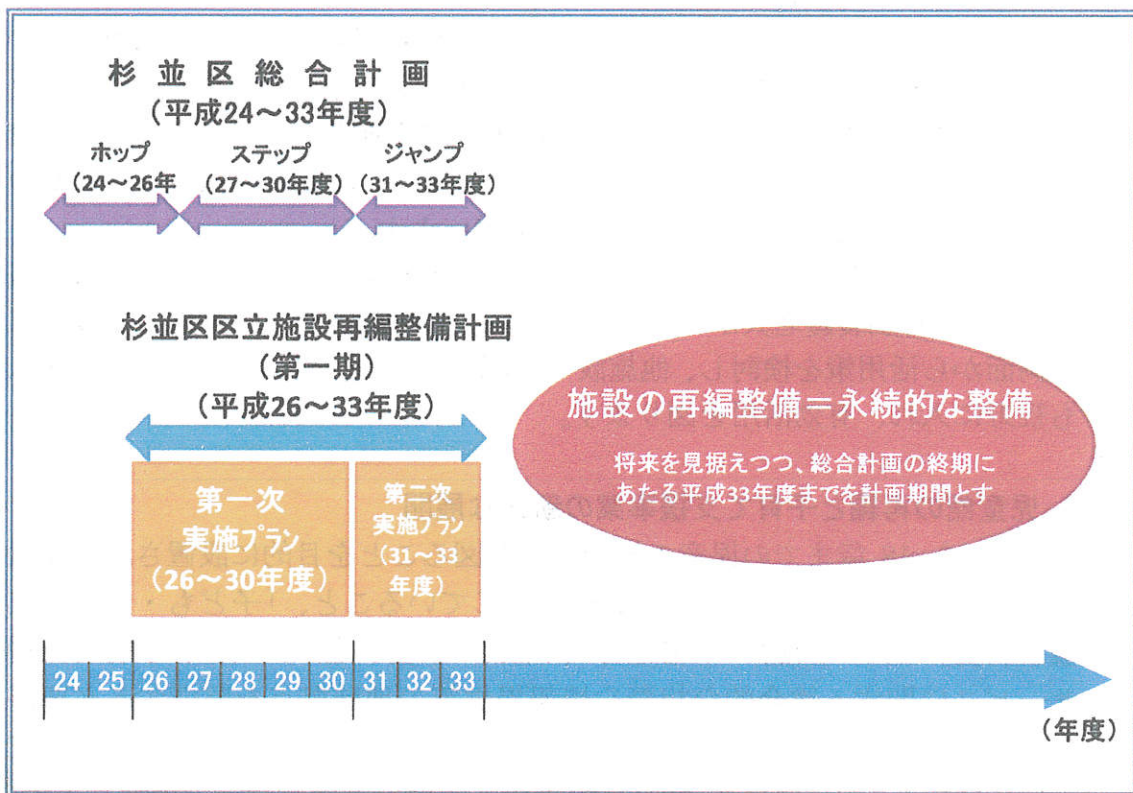 杉並区総合計画
（平成24～33年度）
ホップ
（24～26年
ステップ
（27～30年度）
ジャンプ
（31～33年度）
杉並区区立施設再編整備計画
（第一期）
（平成26～33年度）
第一次
実施プラン
（26～30年度）
第二次
実施プラン
（31～33
年度）
施設の再編整備＝永続的な整備
将来を見据えつつ、総合計画の終期に
あたる平成33年度までを計画期間とす
24 25 26 27 28 29 30 31 32 33
（年度）